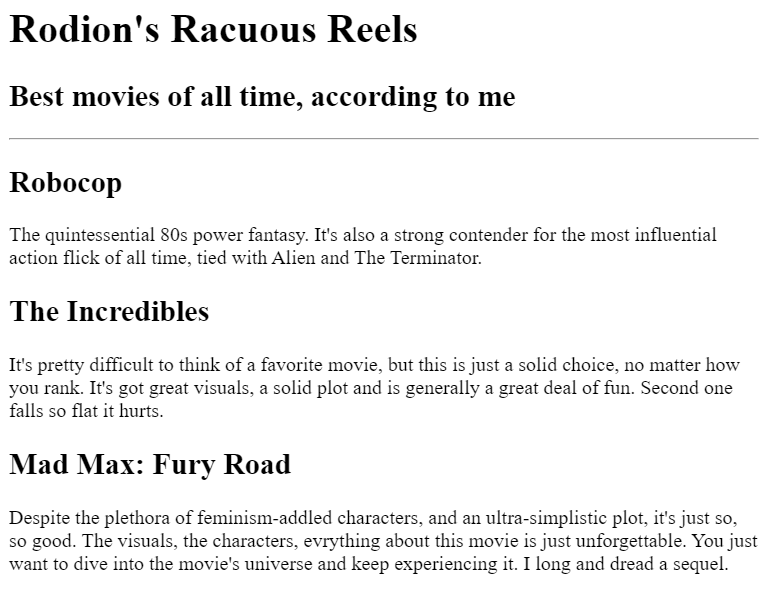 Rodion's Racuous Reels
Best movies of all time, according to me
Robocop
The quintessential 80s power fantasy. It's also a strong contender for the most influential
action flick of all time, tied with Alien and The Terminator.
The Incredibles
It's pretty difficult to think of a favorite movie, but this is just a solid choice, no matter how
you rank. It's got great visuals, a solid plot and is generally a great deal of fun. Second one
falls so flat it hurts.
Mad Max: Fury Road
Despite the plethora of feminism-addled characters, and an ultra-simplistic plot, it's just so,
so good. The visuals, the characters, evrything about this movie is just unforgettable. You just
want to dive into the movie's universe and keep experiencing it. I long and dread a sequel.